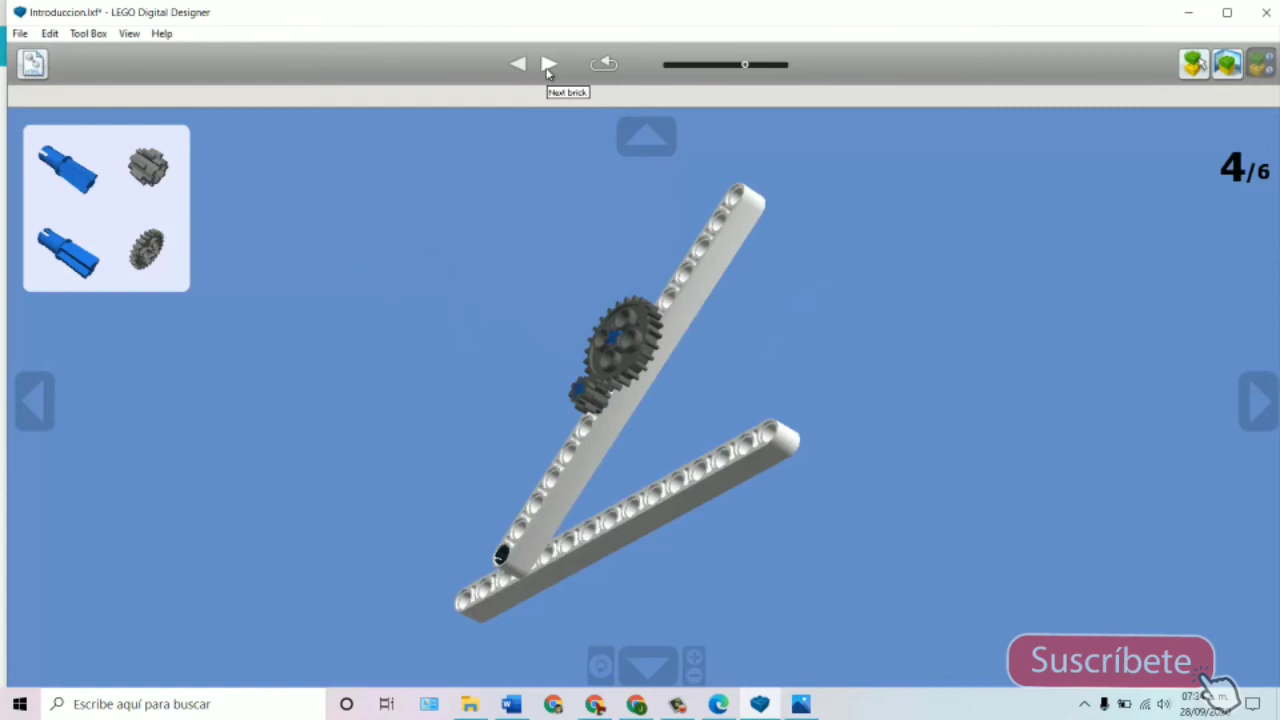 Introduccion.lxf* - LEGO Digital Designer
File Edit Tool Box View Help
Next brick
4/6
Suscríbete
Escribe aquí para buscar
28/09/